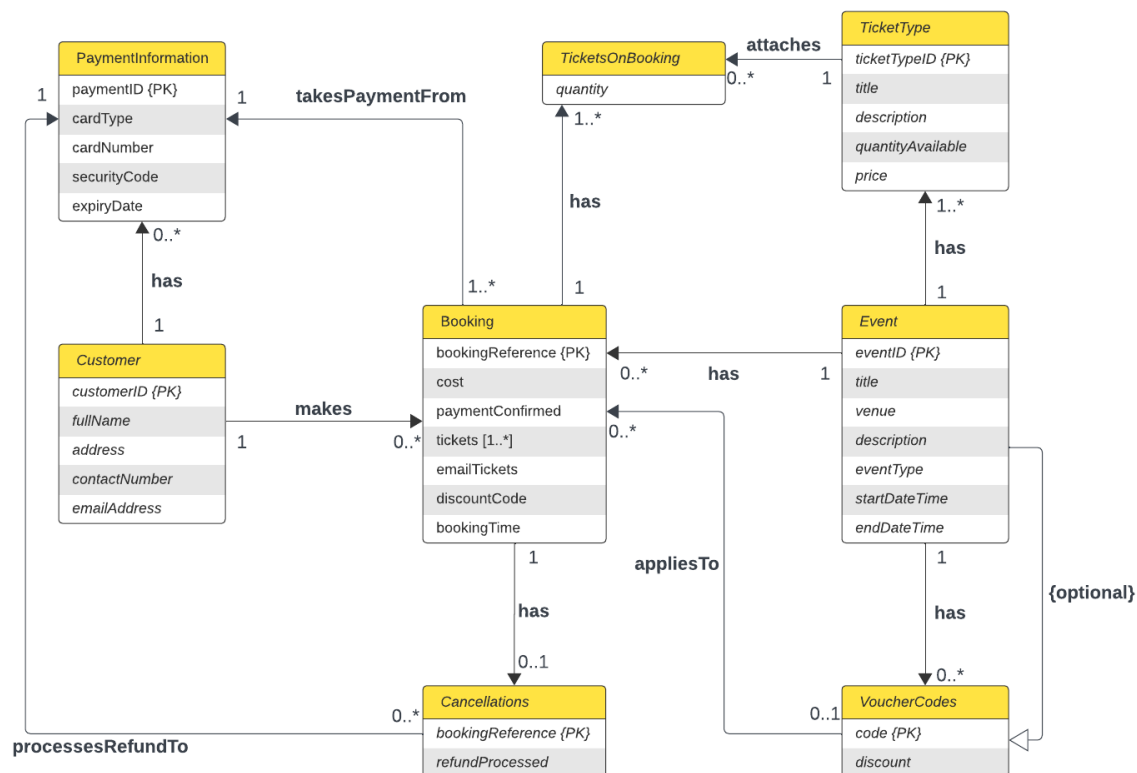 PaymentInformation
paymentID {PK}
cardType
cardNumber
securityCode
expiryDate
TicketsOnBooking
quantity
TicketType
ticketTypeID {PK}
title
description
quantityAvailable
price
attaches
0..*
1
1
1
takesPaymentFrom
1..*
has
1..*
has
0..*
has
1..*
1
1
1
Customer
customerID {PK}
fullName
address
contactNumber
emailAddress
makes
1
0..*
Booking
bookingReference {PK}
cost
paymentConfirmed
tickets [1..*]
emailTickets
discountCode
bookingTime
0..*
has
1
0..*
Event
eventID {PK}
title
venue
description
eventType
startDateTime
endDateTime
1
has
0..1
appliesTo
1
has
0..*
{optional}
0..*
processesRefundTo
Cancellations
bookingReference {PK}
refundProcessed
0..1
VoucherCodes
code {PK}
discount